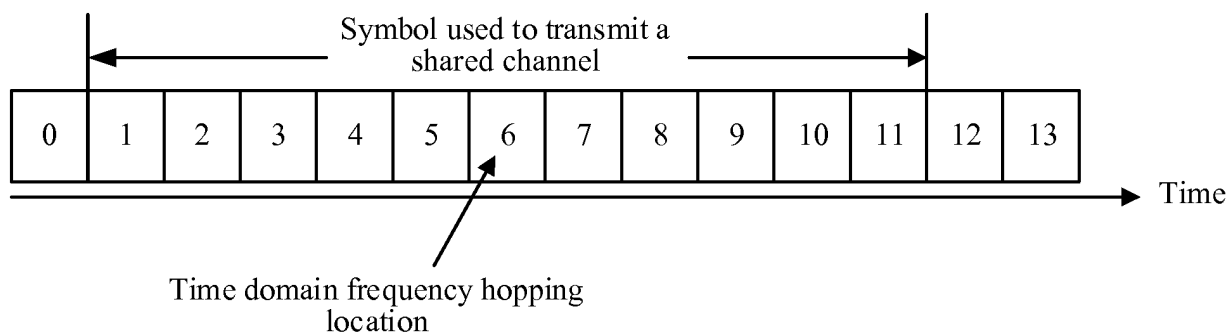 Symbol used to transmit a
shared channel
0 1 2 3 4 5 6 7 8 9 10 11 12 13
Time
Time domain frequency hopping
location